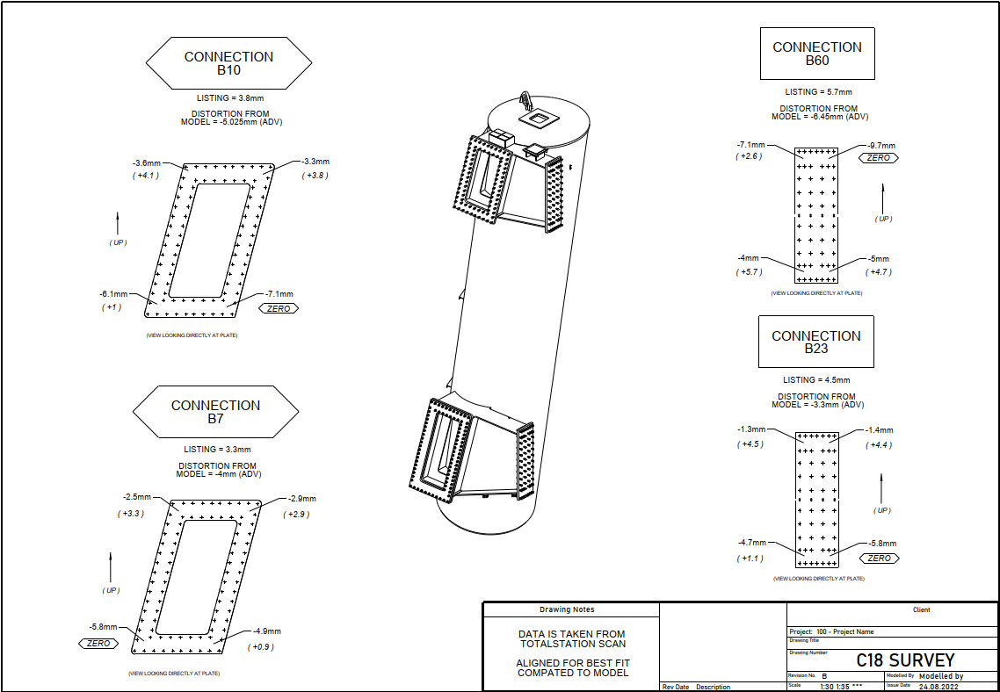 CONNECTION
B10
LISTING = 3.8mm
DISTORTION FROM
MODEL = -5.025mm (ADV)
-3.6mm
( +4.1 )
-3.3mm
( +3.8 )
( UP )
-6.1mm
( +1 )
-7.1mm
ZERO
(VIEW LOOKING DIRECTLY AT PLATE)
CONNECTION
B7
LISTING = 3.3mm
DISTORTION FROM
MODEL = -4mm (ADV)
-2.5mm
( +3.3 )
-2.9mm
( +2.9 )
( UP )
-5.8mm
ZERO
-4.9mm
( +0.9 )
(VIEW LOOKING DIRECTLY AT PLATE)
CONNECTION
B60
LISTING = 5.7mm
DISTORTION FROM
MODEL = -6.45mm (ADV)
-7.1mm
( +2.6 )
-9.7mm
ZERO
( UP )
-4mm
( +5.7 )
-5mm
( +4.7 )
(VIEW LOOKING DIRECTLY AT PLATE)
CONNECTION
B23
LISTING = 4.5mm
DISTORTION FROM
MODEL = -3.3mm (ADV)
-1.3mm
( +4.5 )
-1.4mm
( +4.4 )
( UP )
-4.7mm
( +1.1 )
-5.8mm
ZERO
(VIEW LOOKING DIRECTLY AT PLATE)
Drawing Notes
DATA IS TAKEN FROM
TOTALSTATION SCAN
ALIGNED FOR BEST FIT
COMPATED TO MODEL
Rev Date Description
Client
Project: 100 - Project Name
Drawing Title
Drawing Number
C18 SURVEY
Revision No. B
Modelled By Modelled by
Scale 1:30 1:35 ***
Issue Date 24.08.2022